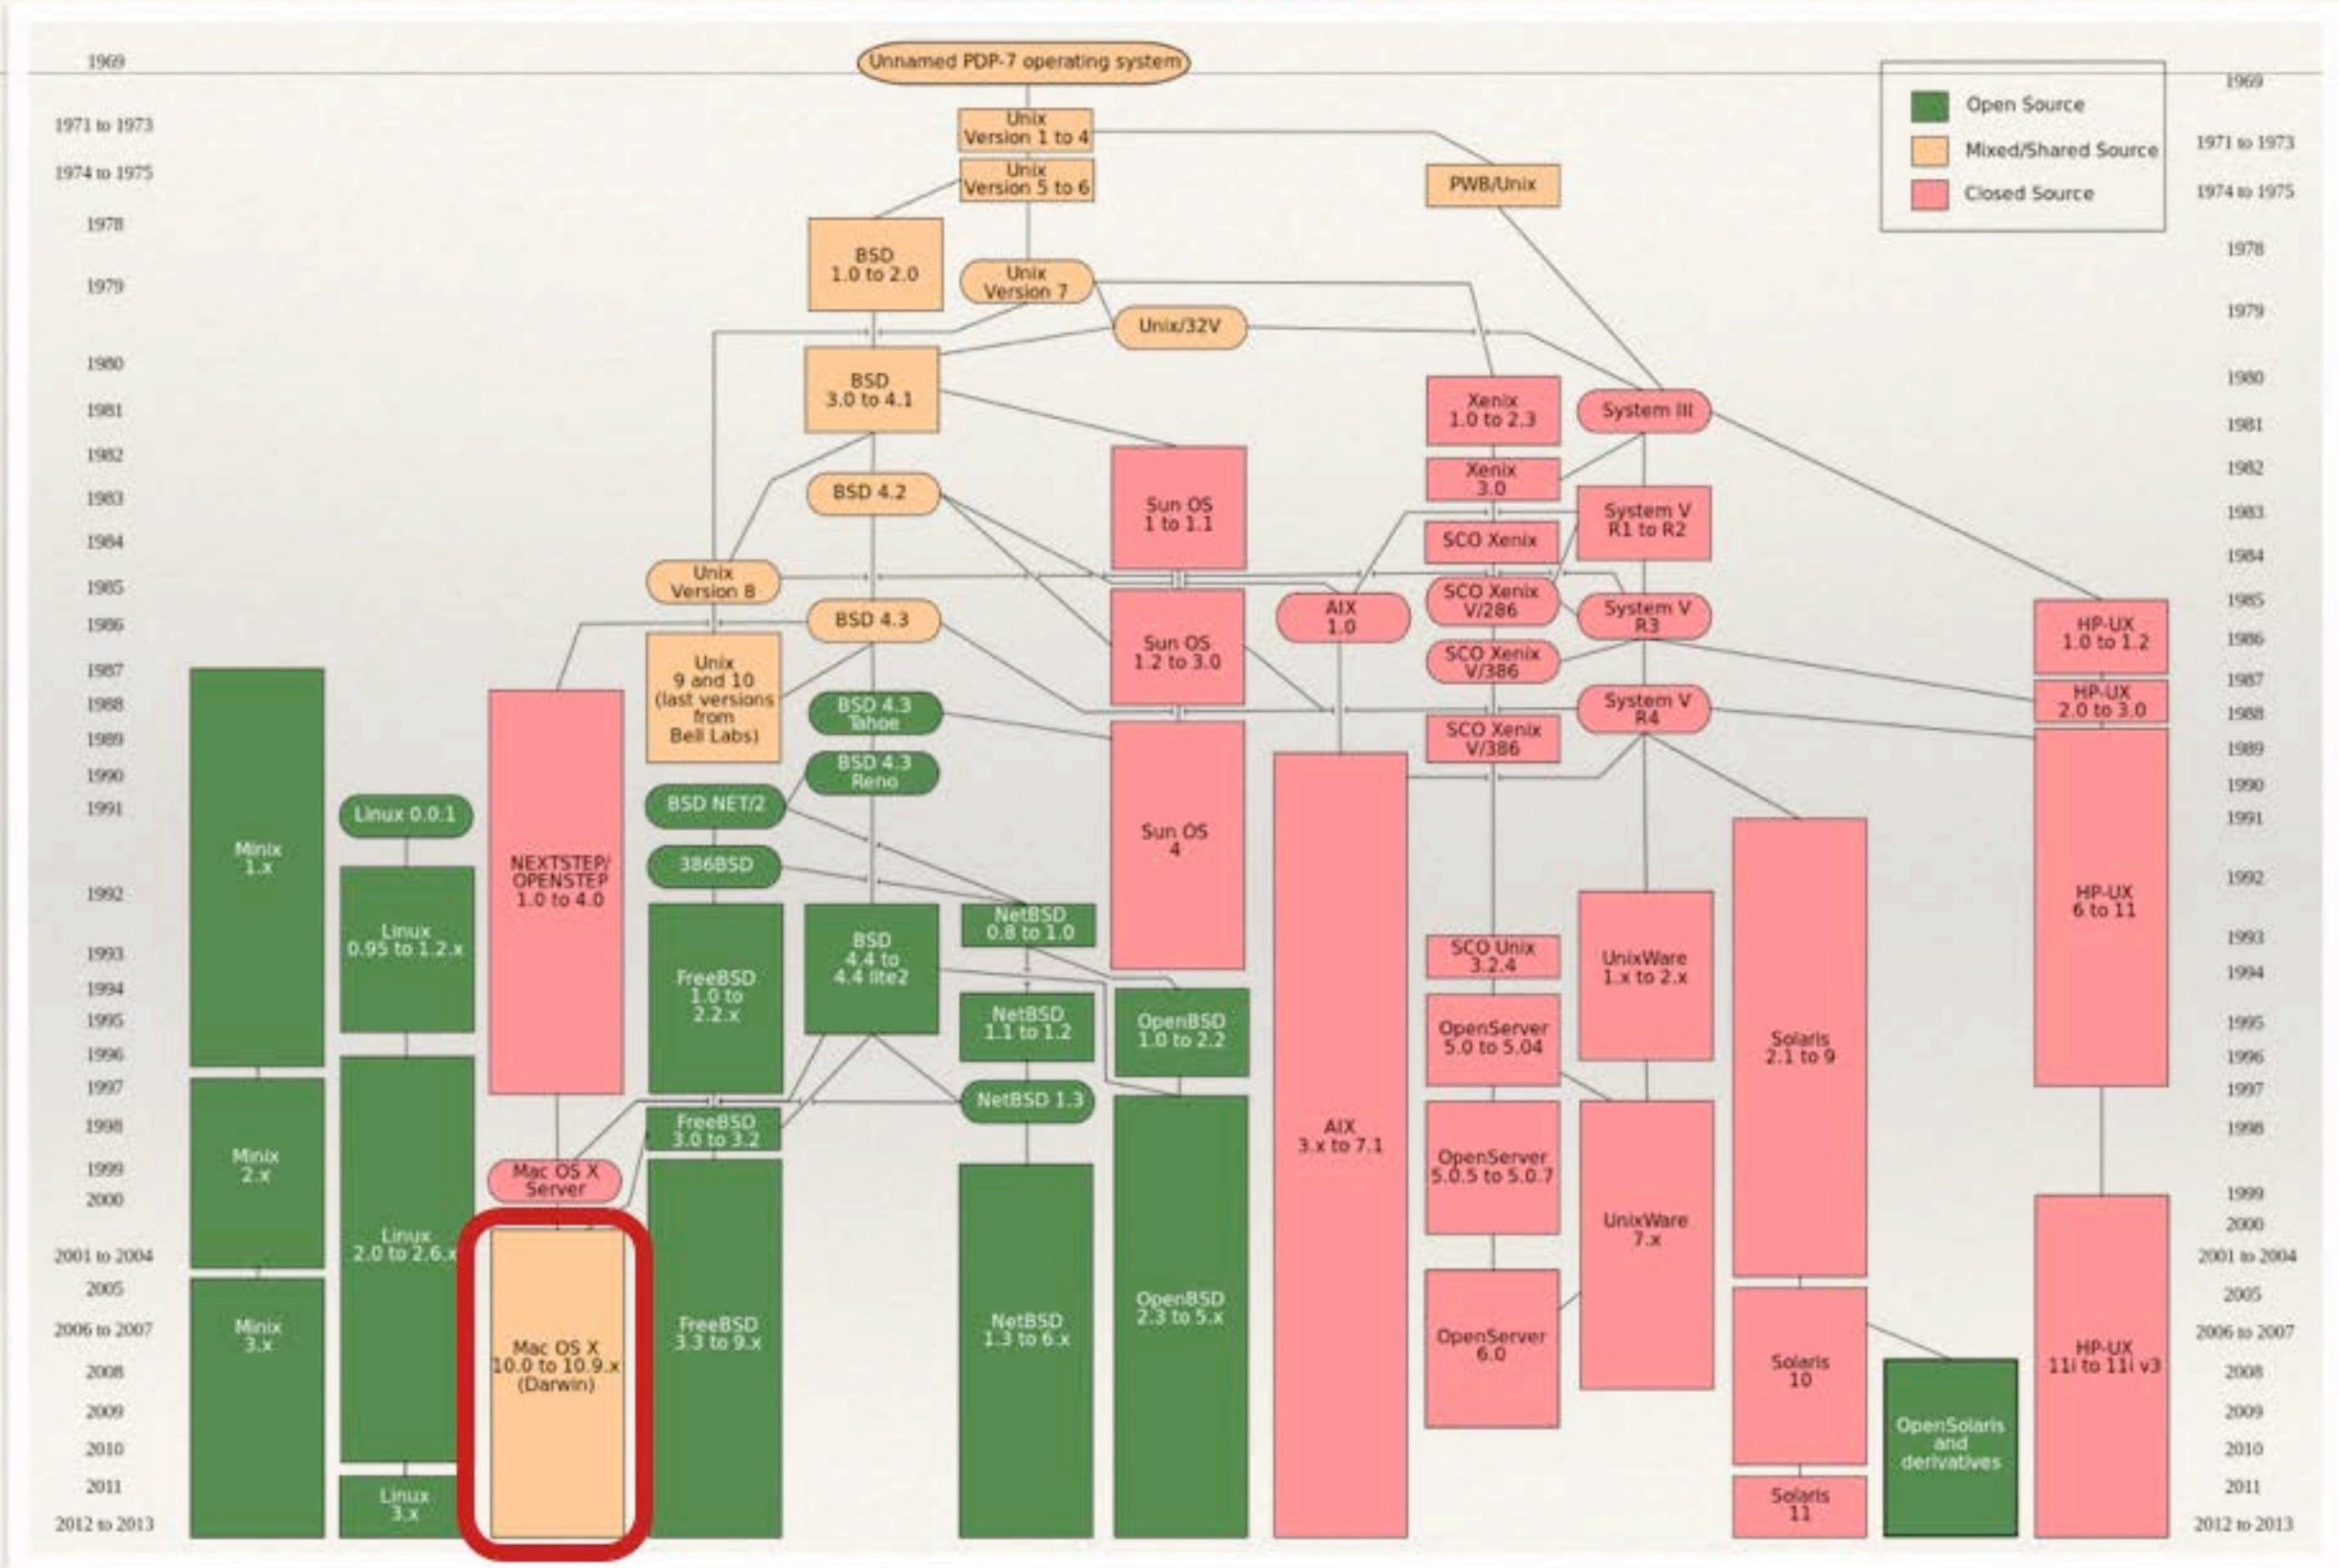 1969
1971 to 1973
1974 to 1975
1978
1979
1980
1981
1982
1983
1984
1985
1986
1987
1988
1989
1990
1991
1992
1993
1994
1995
1996
1997
1998
1999
2000
2001 to 2004
2005
2006 to 2007
2008
2009
2010
2011
2012 to 2013
Unnamed PDP-7 operating system
Unix
Version 1 to 4
Unix
Version 5 to 6
PWB/Unix
BSD
1.0 to 2.0
Unix
Version 7
Unix/32V
BSD
3.0 to 4.1
Xenix
1.0 to 2.3
System III
Xenix
3.0
BSD 4.2
Sun OS
1 to 1.1
System V
R1 to R2
SCO Xenix
Unix
Version 8
SCO Xenix
V/286
AIX
1.0
System V
R3
BSD 4.3
HP-UX
1.0 to 1.2
Sun OS
1.2 to 3.0
SCO Xenix
V/386
Unix
9 and 10
(last versions
from
Bell Labs)
BSD 4.3
Tahoe
System V
R4
HP-UX
2.0 to 3.0
SCO Xenix
V/386
BSD 4.3
Reno
BSD NET/2
Linux 0.0.1
Sun OS
4
Minix
1.x
386BSD
NEXTSTEP/
OPENSTEP
1.0 to 4.0
HP-UX
6 to 11
NetBSD
0.8 to 1.0
Linux
0.95 to 1.2.x
BSD
4.4 to
4.4 lite2
SCO Unix
3.2.4
UnixWare
1.x to 2.x
FreeBSD
1.0 to
2.2.x
NetBSD
1.1 to 1.2
OpenBSD
1.0 to 2.2
OpenServer
5.0 to 5.04
Solaris
2.1 to 9
NetBSD 1.3
FreeBSD
3.0 to 3.2
AIX
3.x to 7.1
Minix
2.x
Mac OS X
Server
OpenServer
5.0.5 to 5.0.7
UnixWare
7.x
Linux
2.0 to 2.6.x
OpenBSD
2.3 to 5.x
Minix
3.x
FreeBSD
3.3 to 9.x
NetBSD
1.3 to 6.x
OpenServer
6.0
Mac OS X
10.0 to 10.9.x
(Darwin)
Solaris
10
HP-UX
11i to 11i v3
OpenSolaris
and
derivatives
Linux
3.x
Solaris
11
Open Source
Mixed/Shared Source
Closed Source
1969
1971 to 1973
1974 to 1975
1978
1979
1980
1981
1982
1983
1984
1985
1986
1987
1988
1989
1990
1991
1992
1993
1994
1995
1996
1997
1998
1999
2000
2001 to 2004
2005
2006 to 2007
2008
2009
2010
2011
2012 to 2013